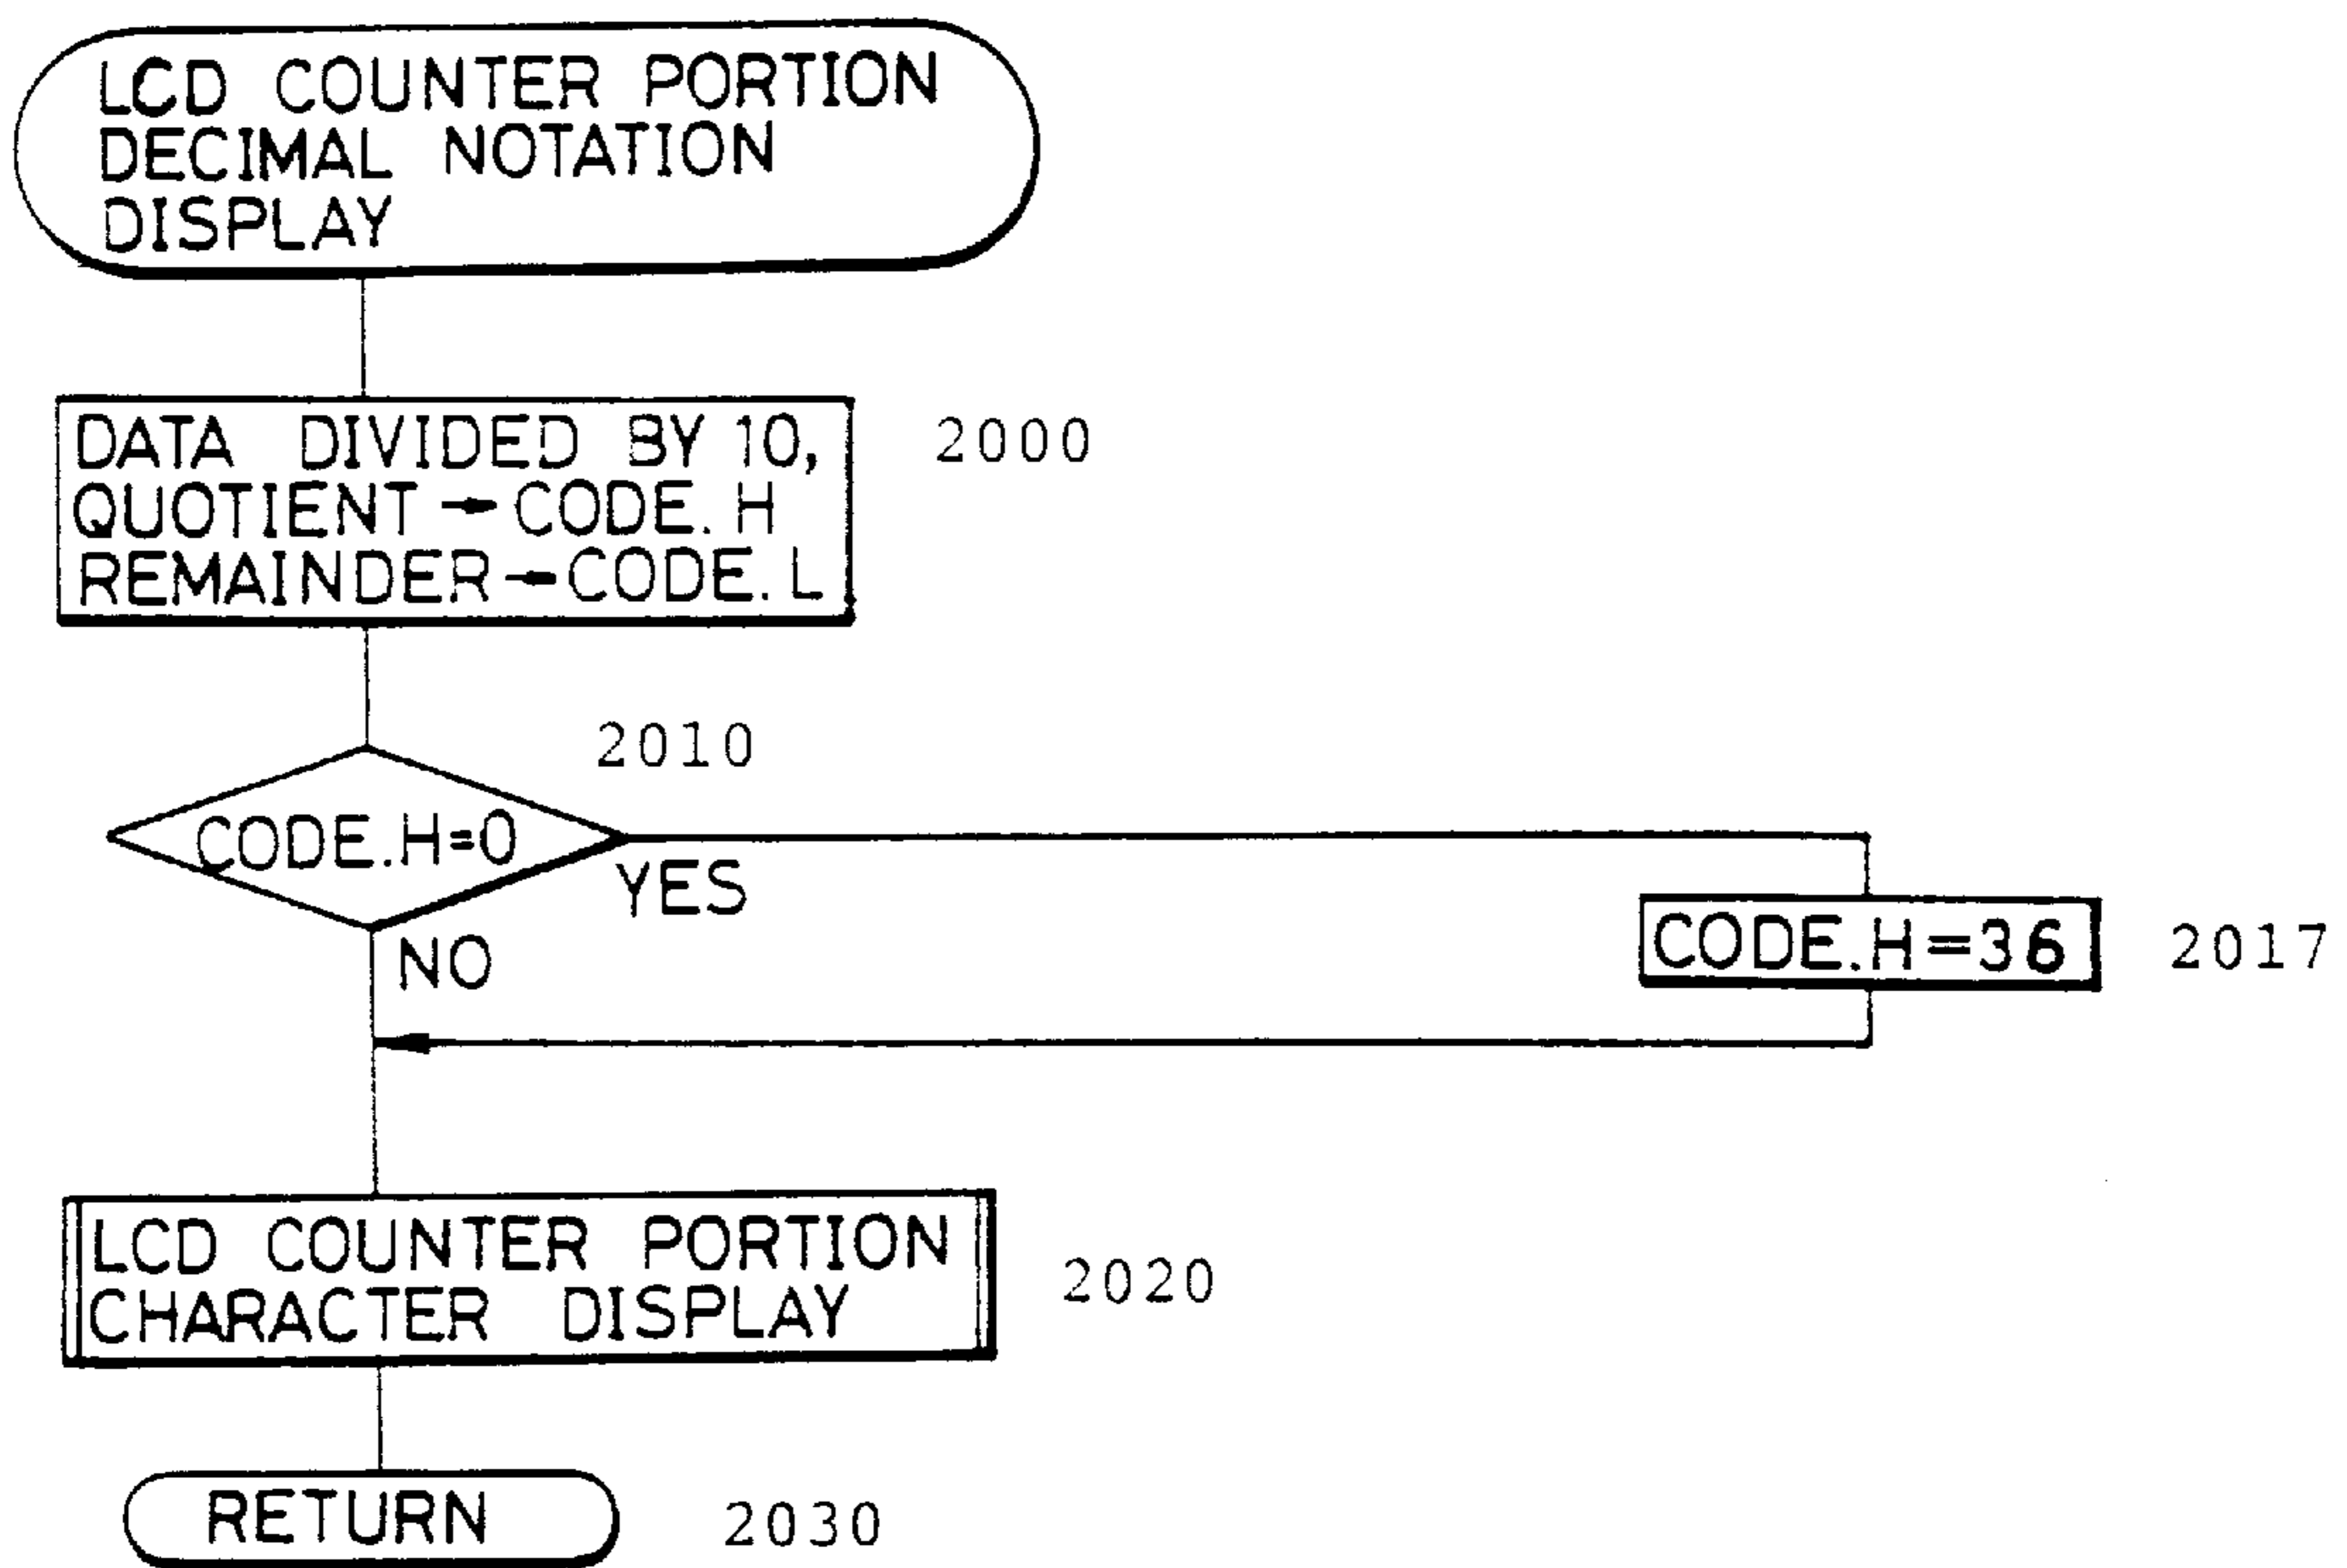 LCD COUNTER PORTION
DECIMAL NOTATION
DISPLAY
DATA DIVIDED BY 10,
QUOTIENT → CODE.H
REMAINDER → CODE.L
2000
2010
CODE.H=0
YES
NO
CODE.H=36
2017
LCD COUNTER PORTION
CHARACTER DISPLAY
2020
RETURN
2030